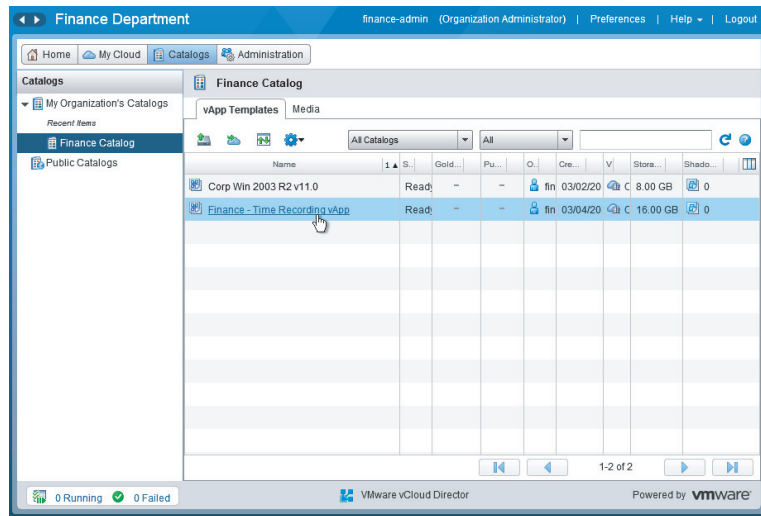 Finance Department
finance-admin (Organization Administrator) | Preferences | Help | Logout
Home My Cloud Catalogs Administration
Catalogs
My Organization's Catalogs
Recent Items
Finance Catalog
Public Catalogs
Finance Catalog
vApp Templates Media
All Catalogs All
Name 1 S.. Gold... Pu... O.. Cre... V Stora... Shado...
Corp Win 2003 R2 v11.0 Ready - - fin 03/02/20 C 8.00 GB 0
Finance - Time Recording vApp Ready - - fin 03/04/20 C 16.00 GB 0
1-2 of 2
0 Running 0 Failed
VMware vCloud Director
Powered by vmware